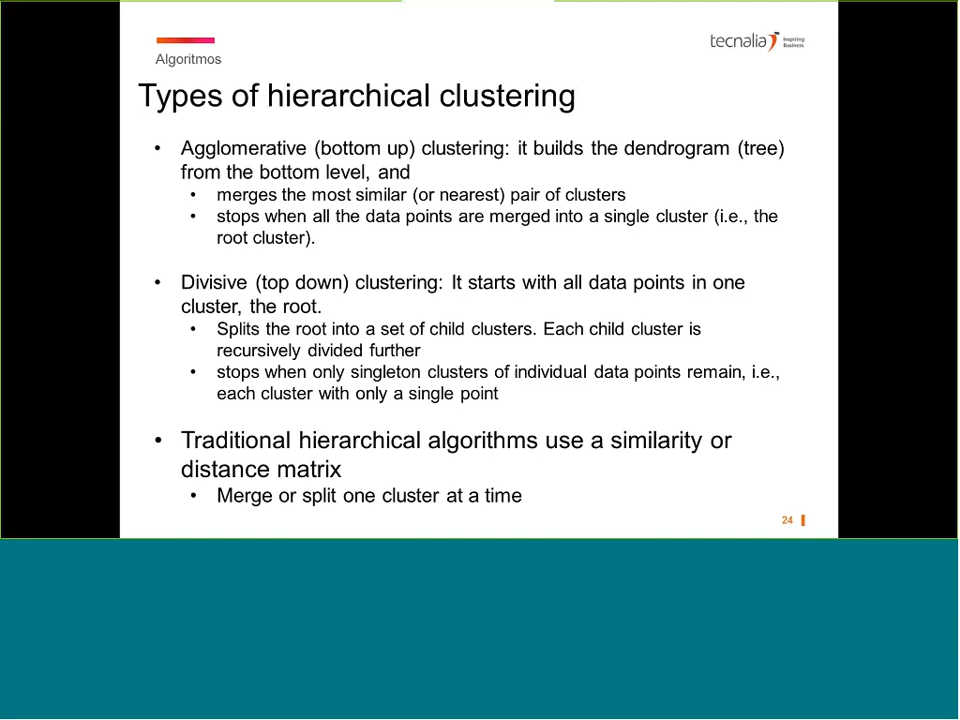 Algoritmos
tecnalia Inspiring
Business
Types of hierarchical clustering
• Agglomerative (bottom up) clustering: it builds the dendrogram (tree)
from the bottom level, and
• merges the most similar (or nearest) pair of clusters
• stops when all the data points are merged into a single cluster (i.e., the
root cluster).
• Divisive (top down) clustering: It starts with all data points in one
cluster, the root.
• Splits the root into a set of child clusters. Each child cluster is
recursively divided further
• stops when only singleton clusters of individual data points remain, i.e.,
each cluster with only a single point
• Traditional hierarchical algorithms use a similarity or
distance matrix
• Merge or split one cluster at a time
24